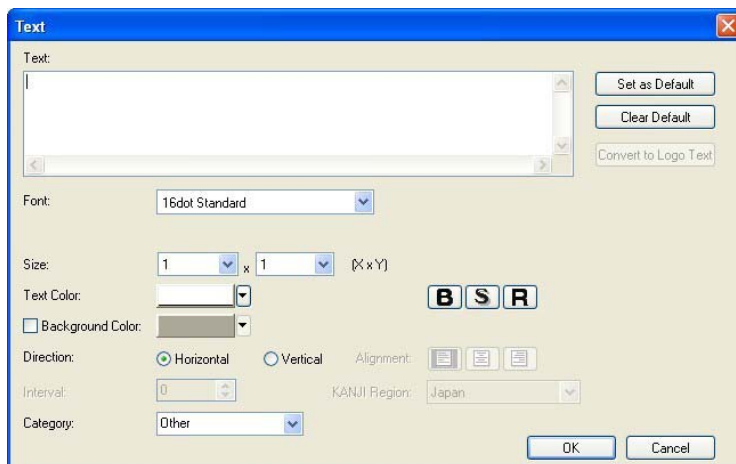 Text
Text:
Set as Default
Clear Default
Convert to Logo Text
Font: 16dot Standard
Size: 1 x 1 (X x Y)
Text Color: B S R
Background Color:
Direction: Horizontal Vertical Alignment:
Interval: 0 KANJI Region: Japan
Category: Other
OK Cancel